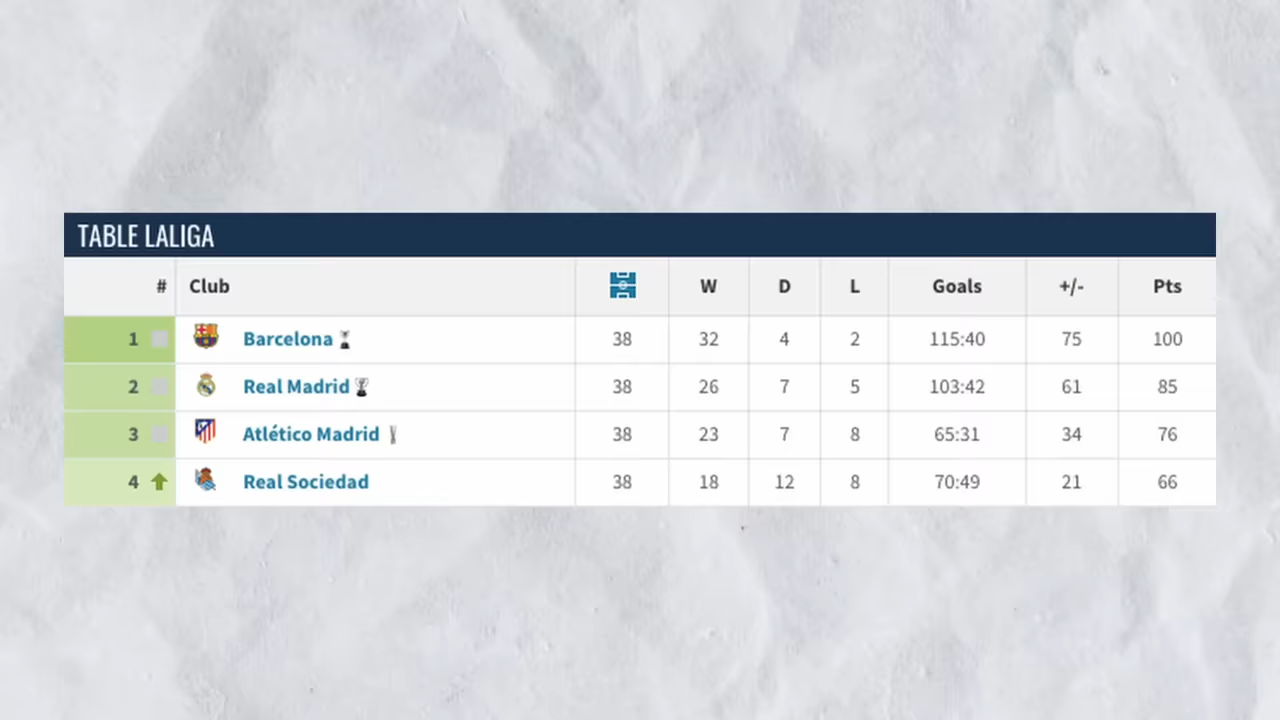 TABLE LALIGA
# Club W D L Goals +/- Pts
1 Barcelona 38 32 4 2 115:40 75 100
2 Real Madrid 38 26 7 5 103:42 61 85
3 Atlético Madrid 38 23 7 8 65:31 34 76
4 Real Sociedad 38 18 12 8 70:49 21 66